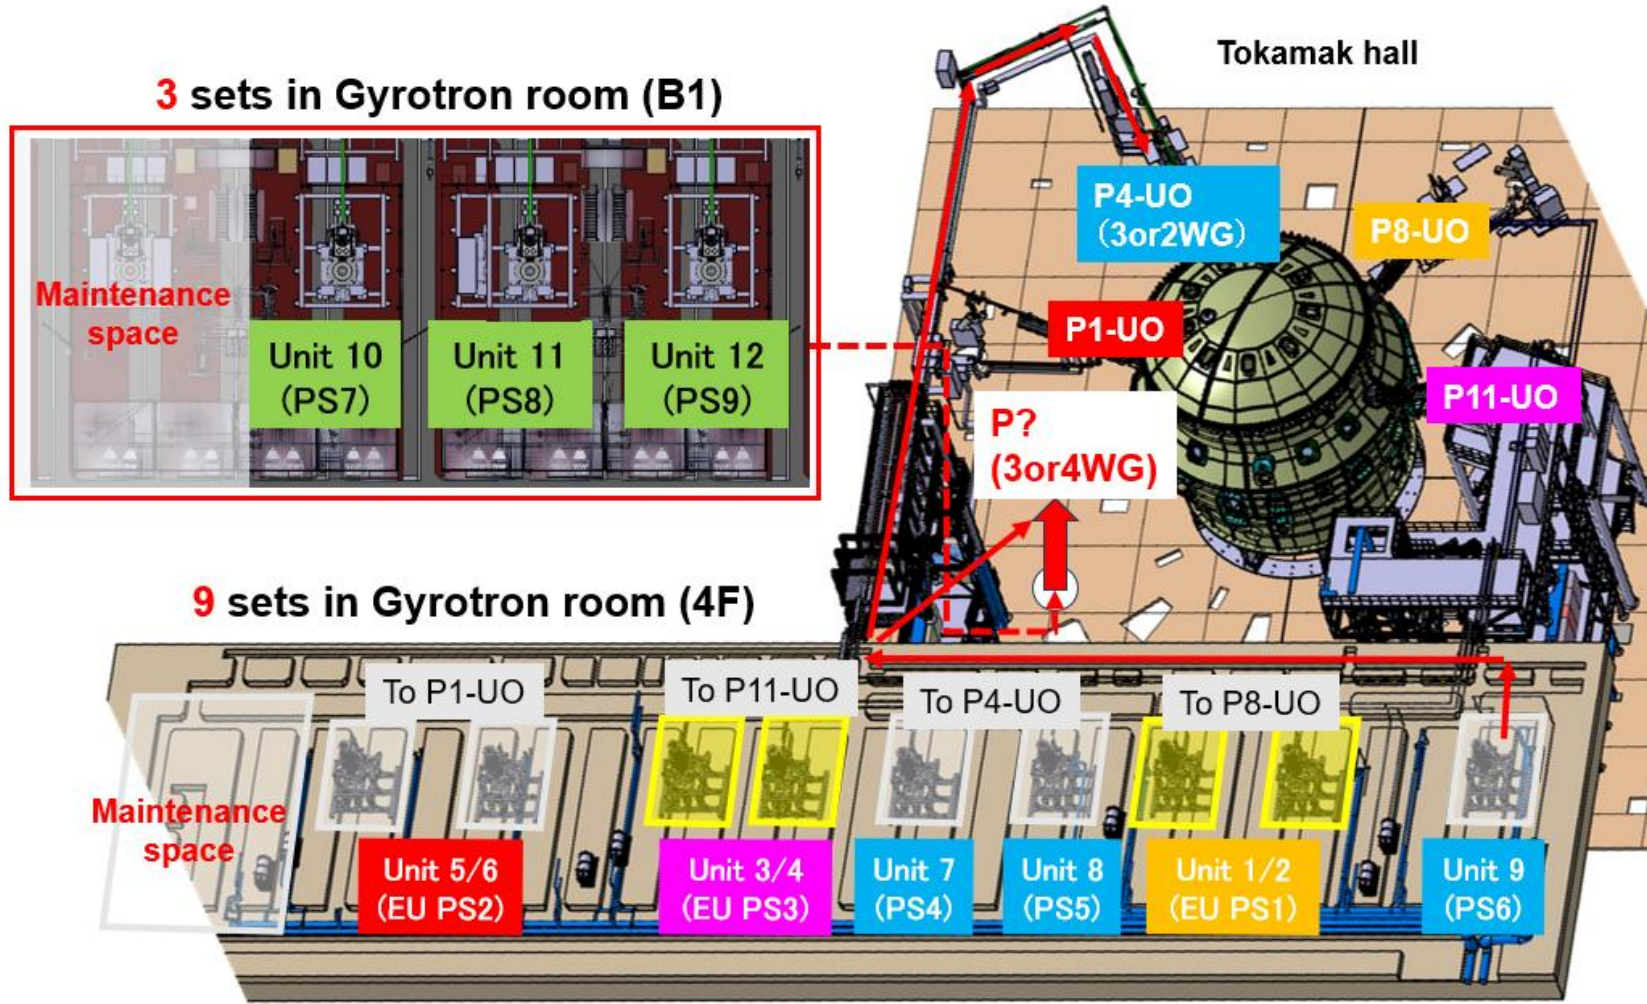 Tokamak hall
3 sets in Gyrotron room (B1)
Maintenance
space
Unit 10
(PS7)
Unit 11
(PS8)
Unit 12
(PS9)
P4-UO
(3or2WG)
P8-UO
P1-UO
P11-UO
P?
(3or4WG)
9 sets in Gyrotron room (4F)
To P1-UO
To P11-UO
To P4-UO
To P8-UO
Maintenance
space
Unit 5/6
(EU PS2)
Unit 3/4
(EU PS3)
Unit 7
(PS4)
Unit 8
(PS5)
Unit 1/2
(EU PS1)
Unit 9
(PS6)